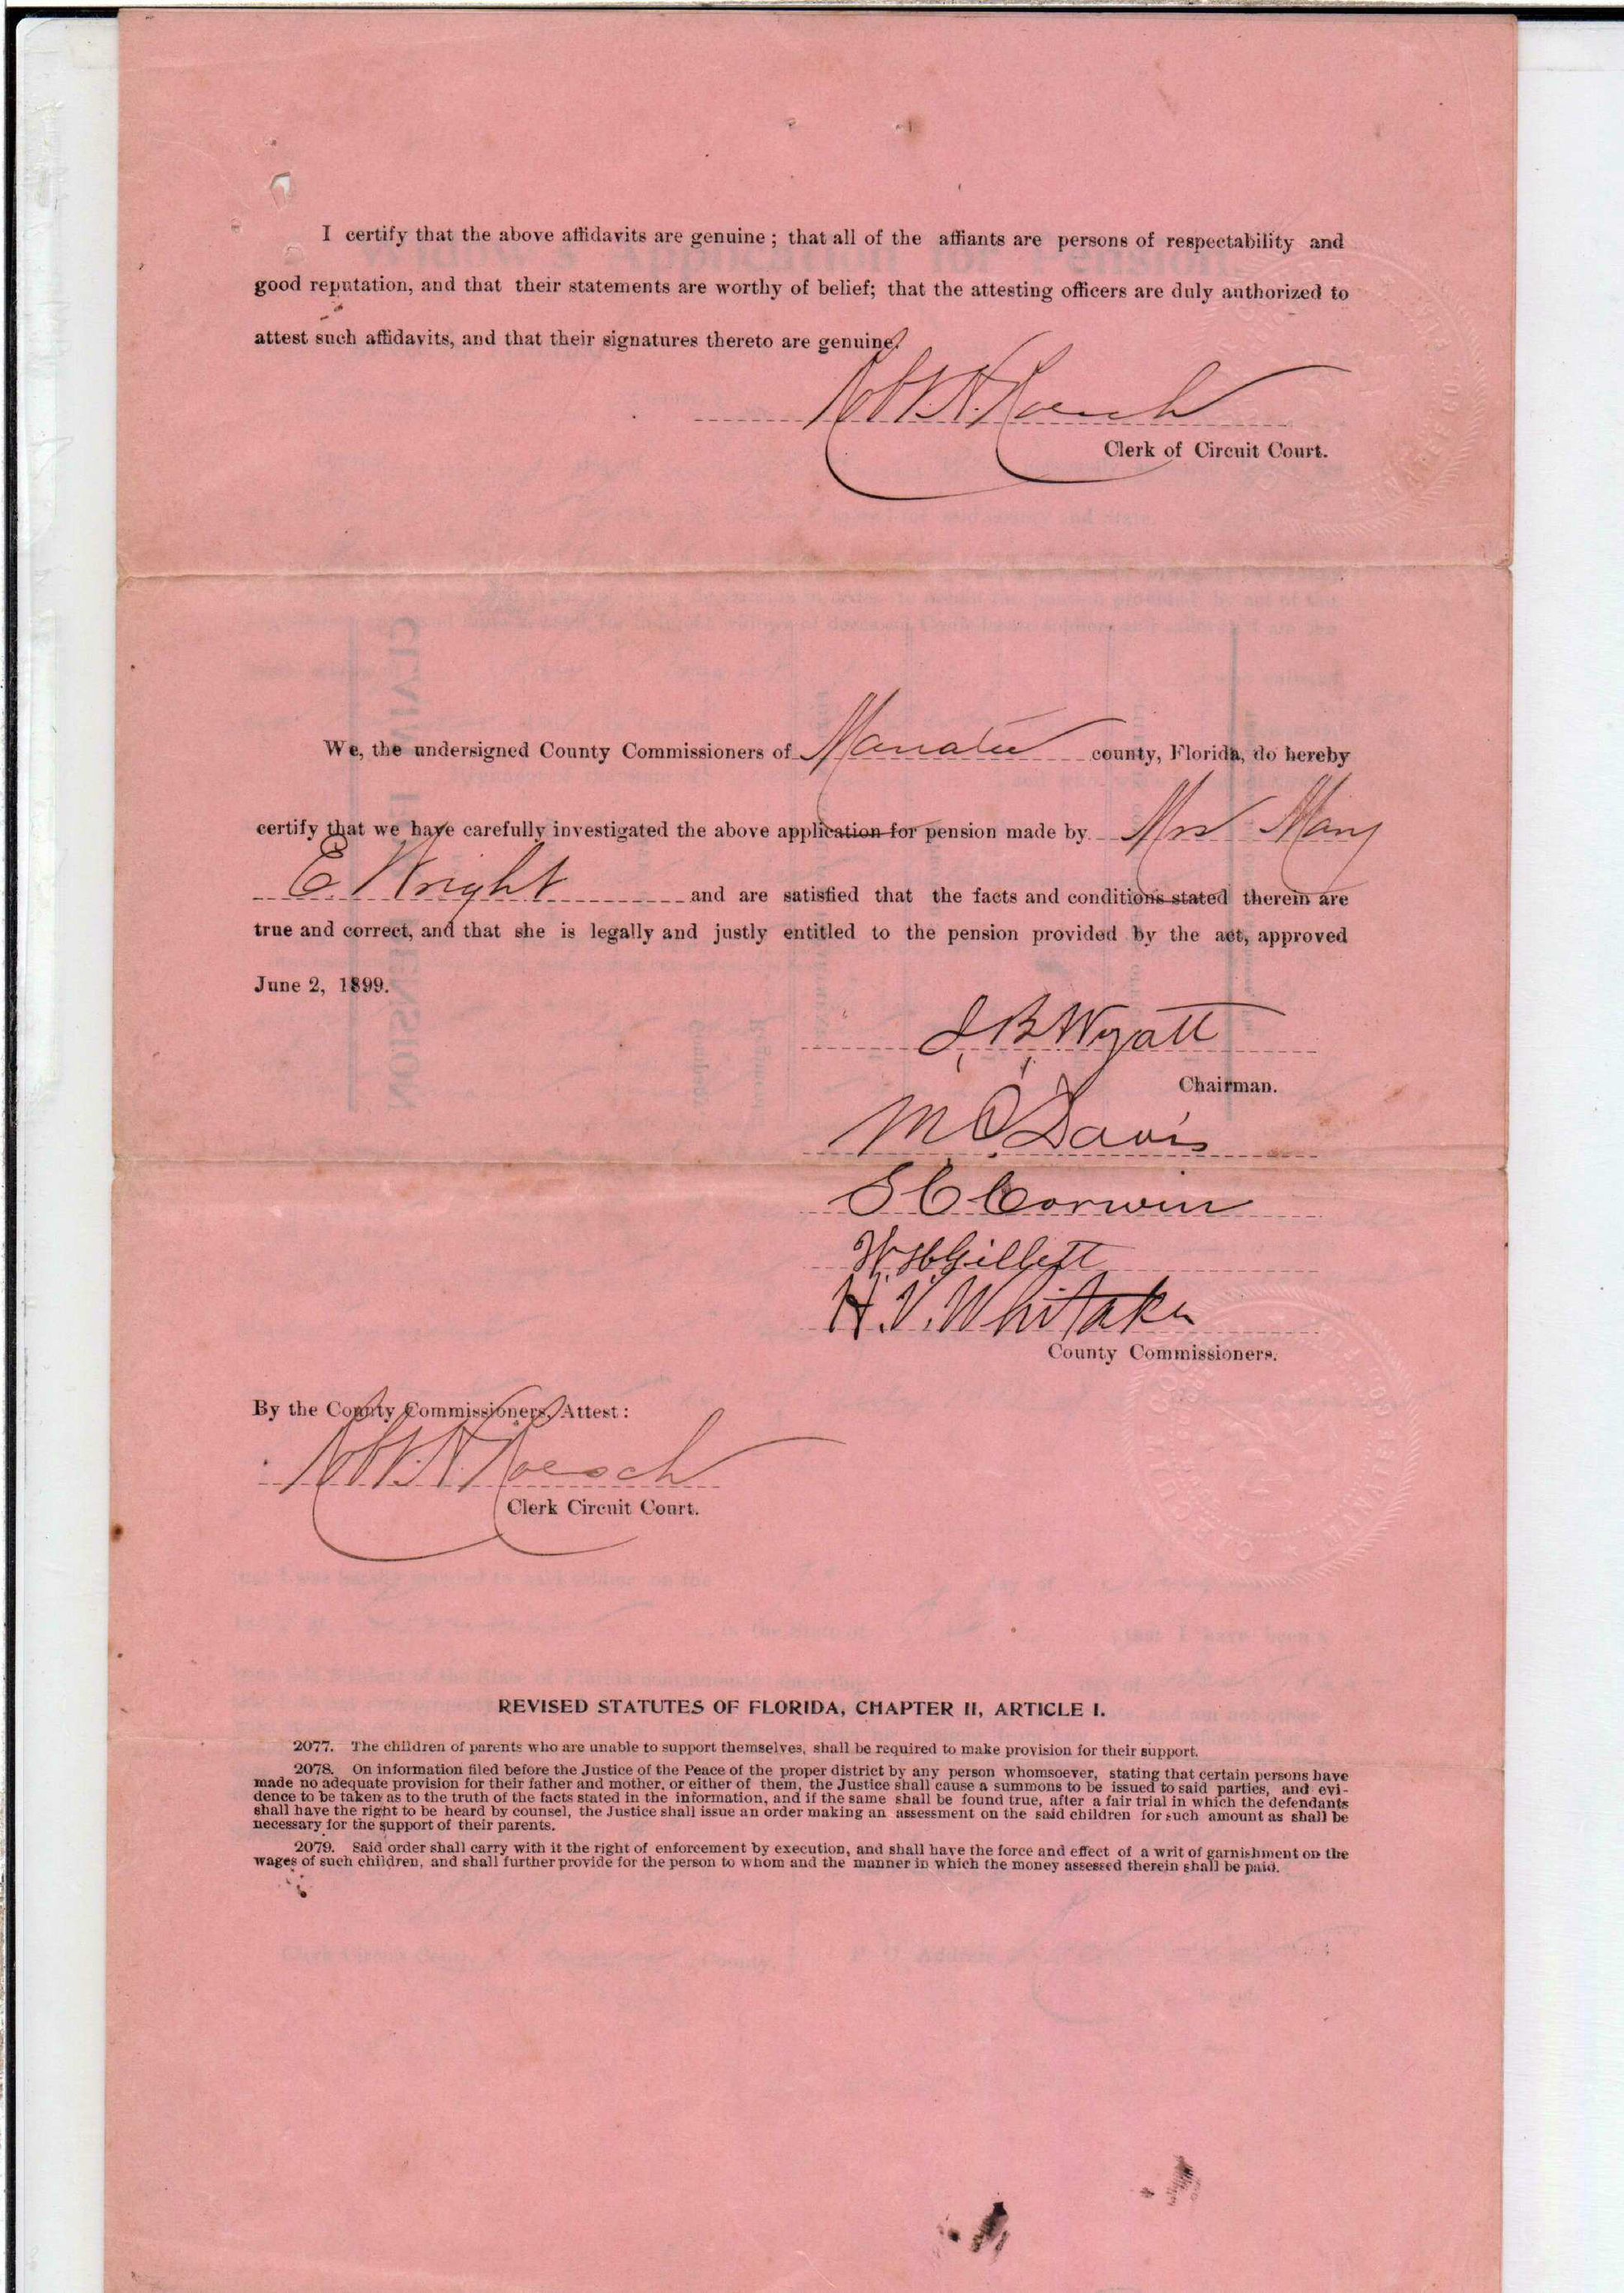 I certify that the above affidavits are genuine; that all of the affiants are persons of respectability and
good reputation, and that their statements are worthy of belief; that the attesting officers are duly authorized to
attest such affidavits, and that their signatures thereto are genuine.
Robt. H. Roesch
Clerk of Circuit Court.
We, the undersigned County Commissioners of Manatee county, Florida, do hereby
certify that we have carefully investigated the above application for pension made by Mrs Mary
E. Wright and are satisfied that the facts and conditions stated therein are
true and correct, and that she is legally and justly entitled to the pension provided by the act, approved
June 2, 1899.
J. B. Wyatt
Chairman.
M O Davis
S C Corwin
W H Gillett
H. V. Whitaker
County Commissioners.
By the County Commissioners, Attest:
Robt. H. Roesch
Clerk Circuit Court.
REVISED STATUTES OF FLORIDA, CHAPTER II, ARTICLE I.
2077. The children of parents who are unable to support themselves, shall be required to make provision for their support.
2078. On information filed before the Justice of the Peace of the proper district by any person whomsoever, stating that certain persons have
made no adequate provision for their father and mother, or either of them, the Justice shall cause a summons to be issued to said parties, and evi-
dence to be taken as to the truth of the facts stated in the information, and if the same shall be found true, after a fair trial in which the defendants
shall have the right to be heard by counsel, the Justice shall issue an order making an assessment on the said children for such amount as shall be
necessary for the support of their parents.
2079. Said order shall carry with it the right of enforcement by execution, and shall have the force and effect of a writ of garnishment on the
wages of such children, and shall further provide for the person to whom and the manner in which the money assessed therein shall be paid.